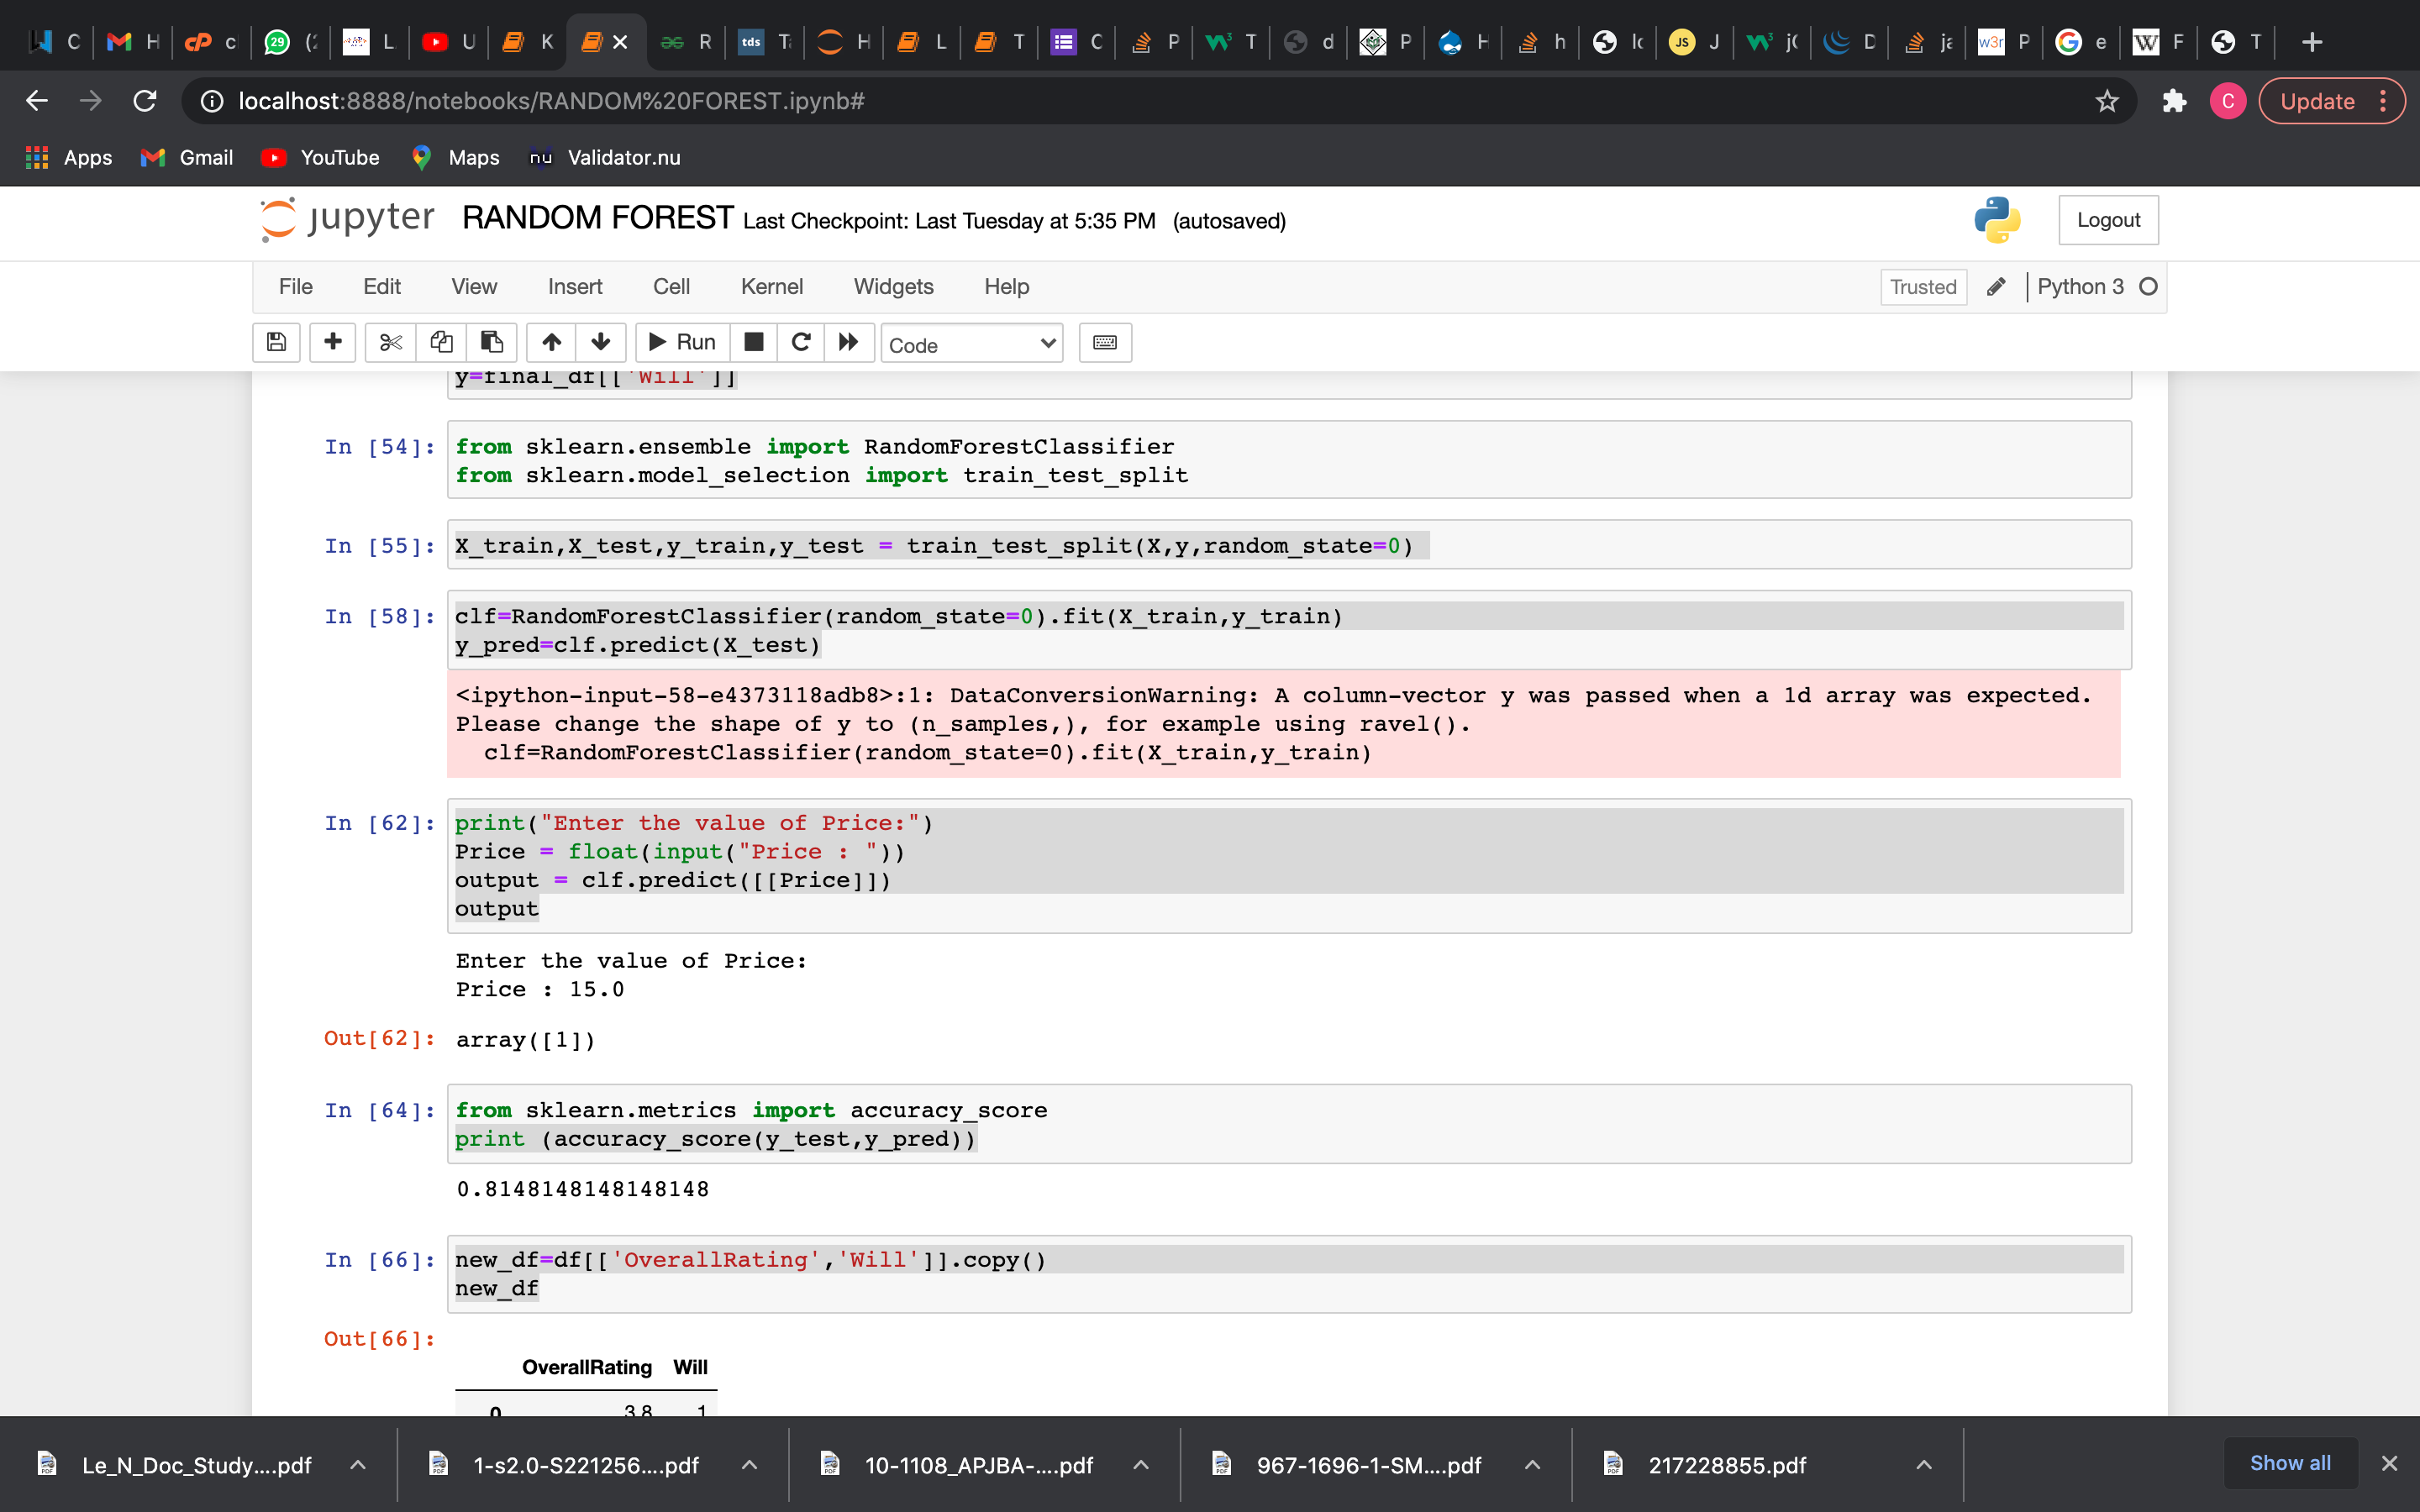 C H c 29 (2 L U K R tds T H L T C P T d P H h lc JS J j( D ja w3r P e W F T
localhost:8888/notebooks/RANDOM%20FOREST.ipynb#
C Update
Apps Gmail YouTube Maps nu Validator.nu
jupyter RANDOM FOREST Last Checkpoint: Last Tuesday at 5:35 PM (autosaved)
Logout
File Edit View Insert Cell Kernel Widgets Help
Trusted Python 3
Run Code
y=final_df[['Will']]
In [54]: from sklearn.ensemble import RandomForestClassifier
from sklearn.model_selection import train_test_split
In [55]: X_train,X_test,y_train,y_test = train_test_split(X,y,random_state=0)
In [58]: clf=RandomForestClassifier(random_state=0).fit(X_train,y_train)
y_pred=clf.predict(X_test)
<ipython-input-58-e4373118adb8>:1: DataConversionWarning: A column-vector y was passed when a 1d array was expected.
Please change the shape of y to (n_samples,), for example using ravel().
clf=RandomForestClassifier(random_state=0).fit(X_train,y_train)
In [62]: print("Enter the value of Price:")
Price = float(input("Price : "))
output = clf.predict([[Price]])
output
Enter the value of Price:
Price : 15.0
Out[62]: array([1])
In [64]: from sklearn.metrics import accuracy_score
print (accuracy_score(y_test,y_pred))
0.8148148148148148
In [66]: new_df=df[['OverallRating','Will']].copy()
new_df
Out[66]:
OverallRating Will
0 3.8 1
Le_N_Doc_Study....pdf 1-s2.0-S221256....pdf 10-1108_APJBA-....pdf 967-1696-1-SM....pdf 217228855.pdf Show all